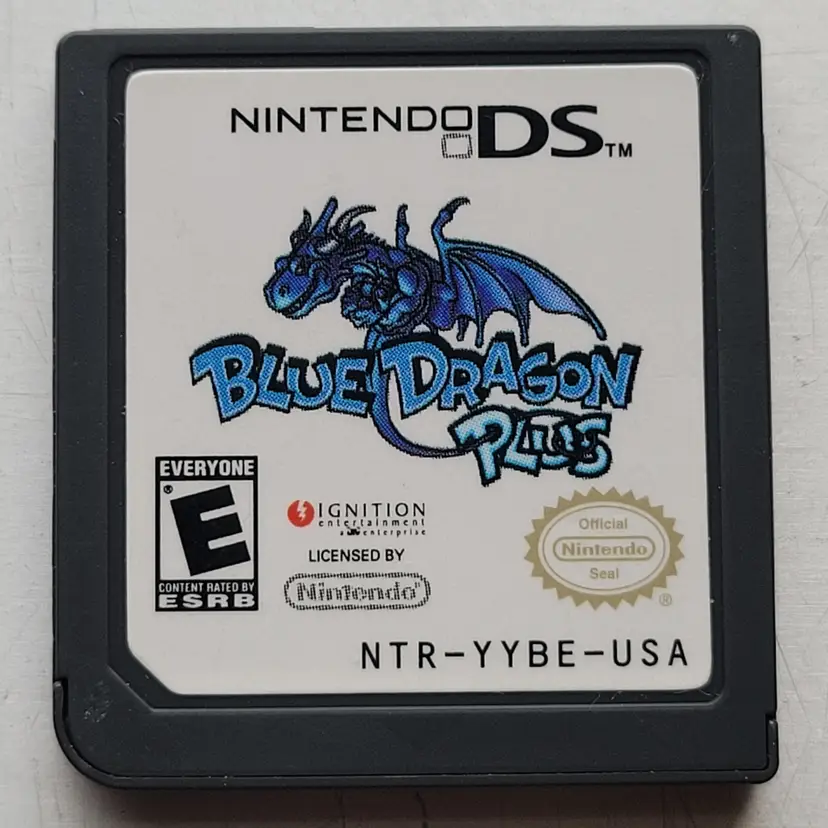 NINTENDO DS™
BLUE DRAGON
PLUS
EVERYONE
E
®
CONTENT RATED BY
ESRB
IGNITION
entertainment
enterprise
LICENSED BY
Nintendo®
Official
Nintendo
Seal
®
NTR-YYBE-USA